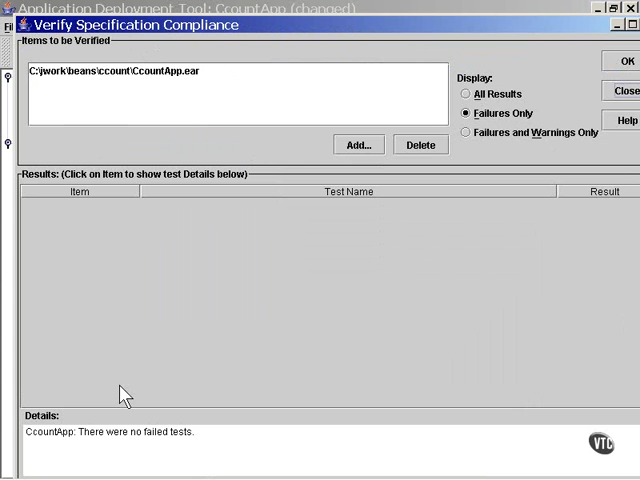 Application Deployment Tool: CcountApp (changed)
Verify Specification Compliance
Fil
Items to be Verified
C:\jwork\beans\ccount\CcountApp.ear
Display:
All Results
Failures Only
Failures and Warnings Only
OK
Close
Help
Add...
Delete
Results: (Click on Item to show test Details below)
Item
Test Name
Result
Details:
CcountApp: There were no failed tests.
VTC